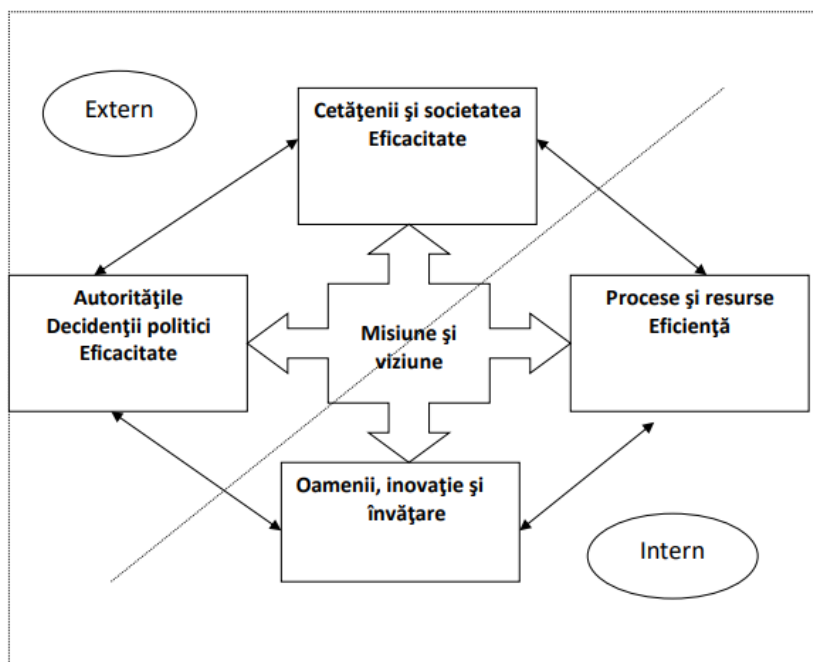 Extern
Cetăţenii şi societatea
Eficacitate
Autorităţile
Decidenţii politici
Eficacitate
Misiune şi
viziune
Procese şi resurse
Eficienţă
Oamenii, inovaţie şi
învăţare
Intern